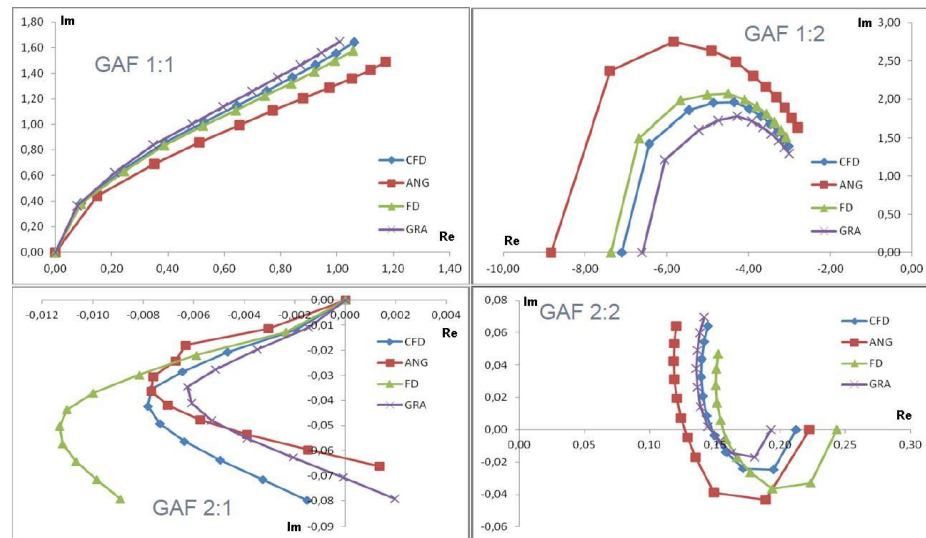 Im
1,80
1,60
1,40
1,20
1,00
0,80
0,60
0,40
0,20
0,00
GAF 1:1
CFD
ANG
FD
GRA
Re
0,00 0,20 0,40 0,60 0,80 1,00 1,20 1,40
Im
3,00
2,50
2,00
1,50
1,00
0,50
0,00
GAF 1:2
CFD
ANG
FD
GRA
Re
-10,00 -8,00 -6,00 -4,00 -2,00 0,00
-0,012 -0,010 -0,008 -0,006 -0,004 -0,002 0,000 0,002 0,004
0,00
-0,01
-0,02
-0,03
-0,04
-0,05
-0,06
-0,07
-0,08
-0,09
Re
CFD
ANG
FD
GRA
GAF 2:1
Im
Im
0,08
0,06
0,04
0,02
0,00
-0,02
-0,04
-0,06
GAF 2:2
CFD
ANG
FD
GRA
Re
0,00 0,05 0,10 0,15 0,20 0,25 0,30